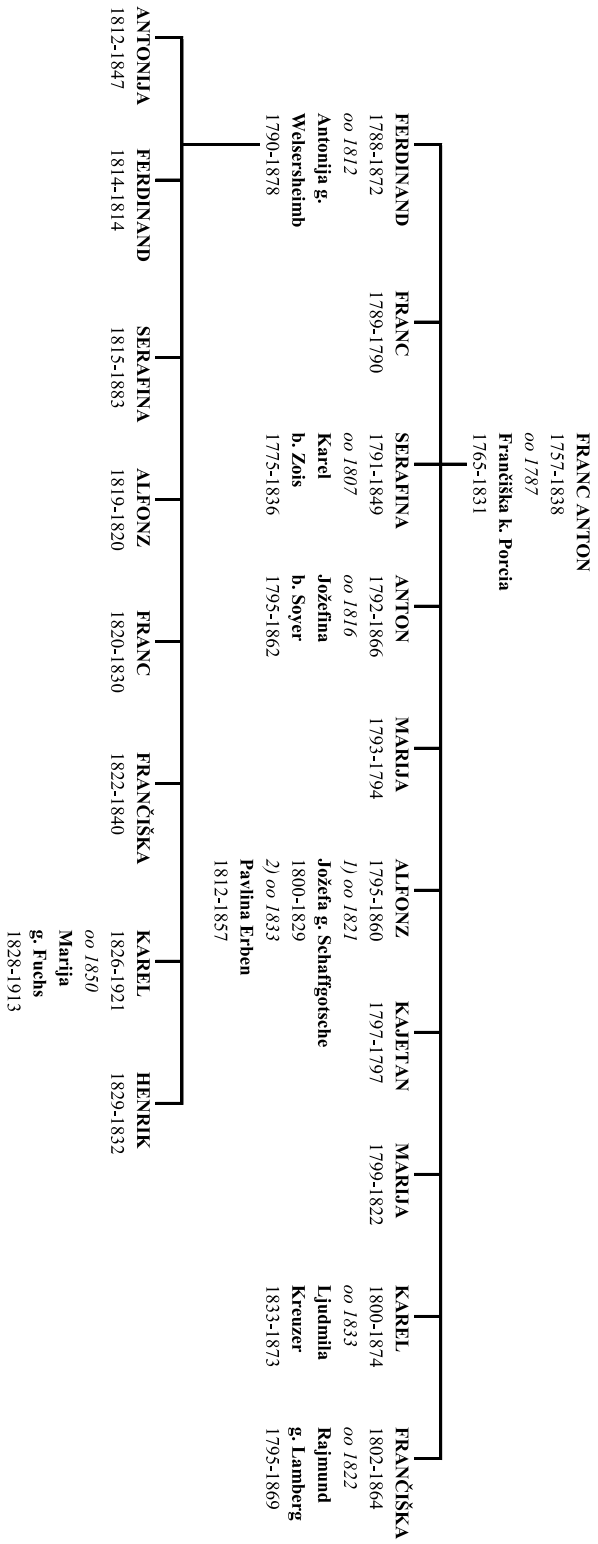 FRANC ANTON
1757-1838
oo 1787
Frančiška k. Porcia
1765-1831
FERDINAND
1788-1872
oo 1812
Antonija g.
Welsersheimb
1790-1878
FRANC
1789-1790
SERAFINA
1791-1849
oo 1807
Karel
b. Zois
1775-1836
ANTON
1792-1866
oo 1816
Jožefina
b. Soyer
1795-1862
MARIJA
1793-1794
ALFONZ
1795-1860
1) oo 1821
Jožefa g. Schaffgotsche
1800-1829
2) oo 1833
Pavlina Erben
1812-1857
KAJETAN
1797-1797
MARIJA
1799-1822
KAREL
1800-1874
oo 1833
Ljudmila
Kreuzer
1833-1873
FRANČIŠKA
1802-1864
oo 1822
Rajmund
g. Lamberg
1795-1869
ANTONIJA
1812-1847
FERDINAND
1814-1814
SERAFINA
1815-1883
ALFONZ
1819-1820
FRANC
1820-1830
FRANČIŠKA
1822-1840
KAREL
1826-1921
oo 1850
Marija
g. Fuchs
1828-1913
HENRIK
1829-1832